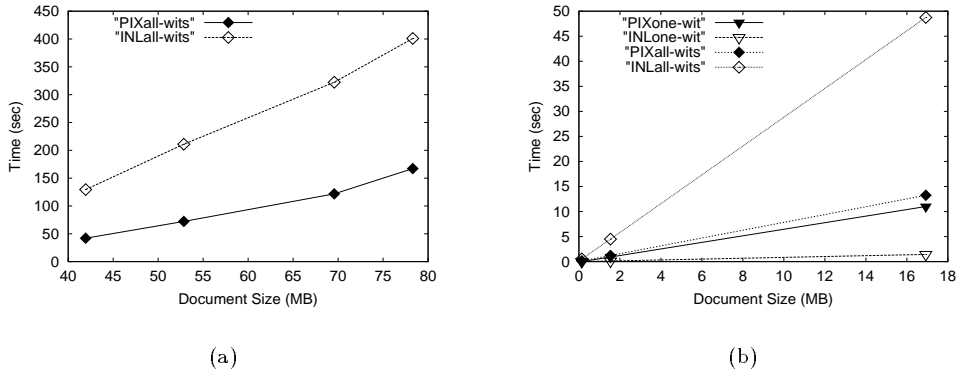 450
400
350
300
250
200
150
100
50
0
40 45 50 55 60 65 70 75 80
Time (sec)
Document Size (MB)
"PIXall-wits"
"INLall-wits"
(a)
50
45
40
35
30
25
20
15
10
5
0
0 2 4 6 8 10 12 14 16 18
Time (sec)
Document Size (MB)
"PIXone-wit"
"INLone-wit"
"PIXall-wits"
"INLall-wits"
(b)